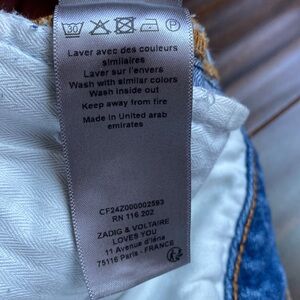 30
P
Laver avec des couleurs
similaires
Laver sur l'envers
Wash with similar colors
Wash inside out
Keep away from fire
Made in United arab
emirates
CF24Z000002593
RN 116 202
ZADIG & VOLTAIRE
LOVES YOU
11 Avenue d'Iéna
75116 Paris - FRANCE